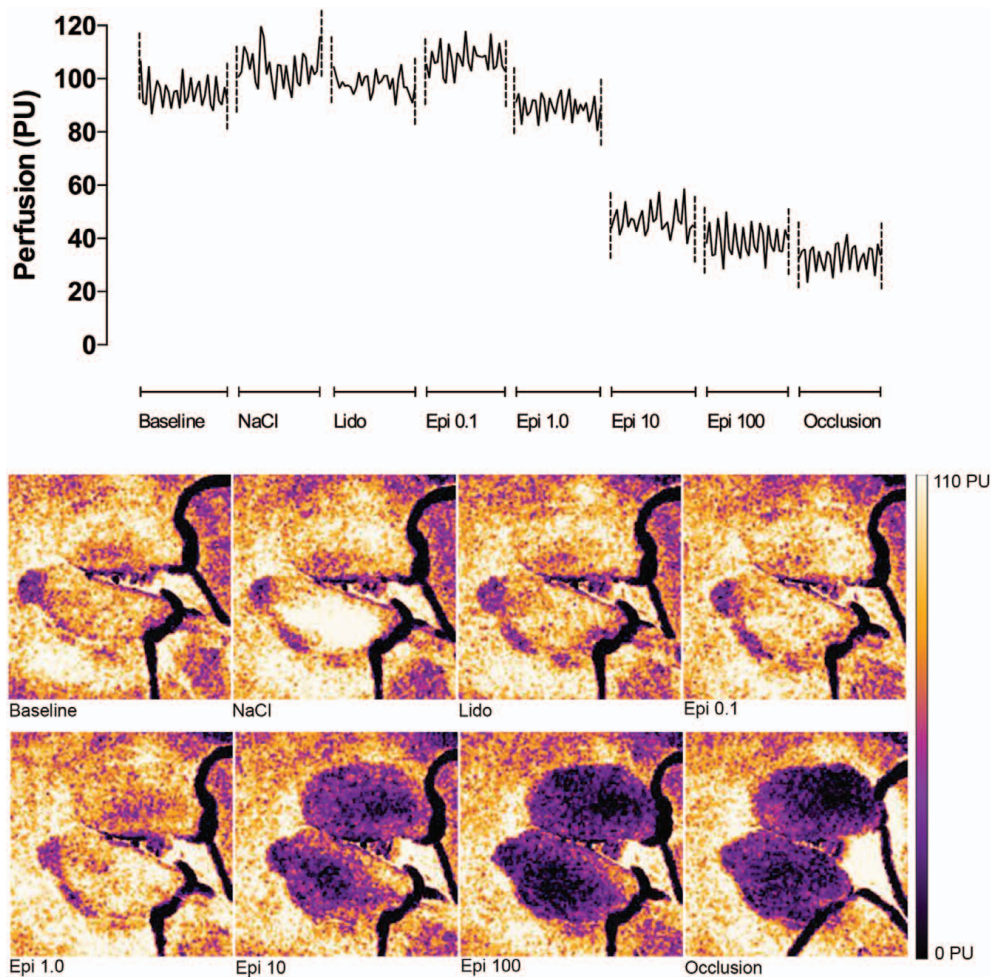 120
100
80
60
40
20
0
Perfusion (PU)
Baseline NaCl Lido Epi 0.1 Epi 1.0 Epi 10 Epi 100 Occlusion
110 PU
Baseline NaCl Lido Epi 0.1
Epi 1.0 Epi 10 Epi 100 Occlusion
0 PU